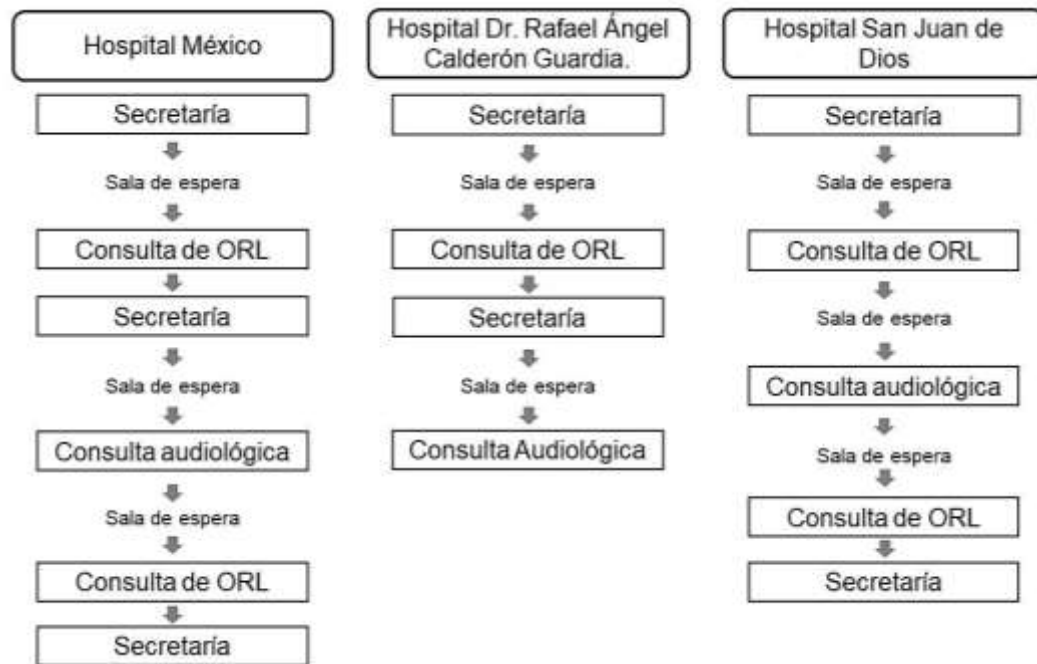 Hospital México
Secretaría
Sala de espera
Consulta de ORL
Secretaría
Sala de espera
Consulta audiológica
Sala de espera
Consulta de ORL
Secretaría
Hospital Dr. Rafael Ángel
Calderón Guardia.
Secretaría
Sala de espera
Consulta de ORL
Secretaría
Sala de espera
Consulta Audiológica
Hospital San Juan de
Dios
Secretaría
Sala de espera
Consulta de ORL
Sala de espera
Consulta audiológica
Sala de espera
Consulta de ORL
Secretaría